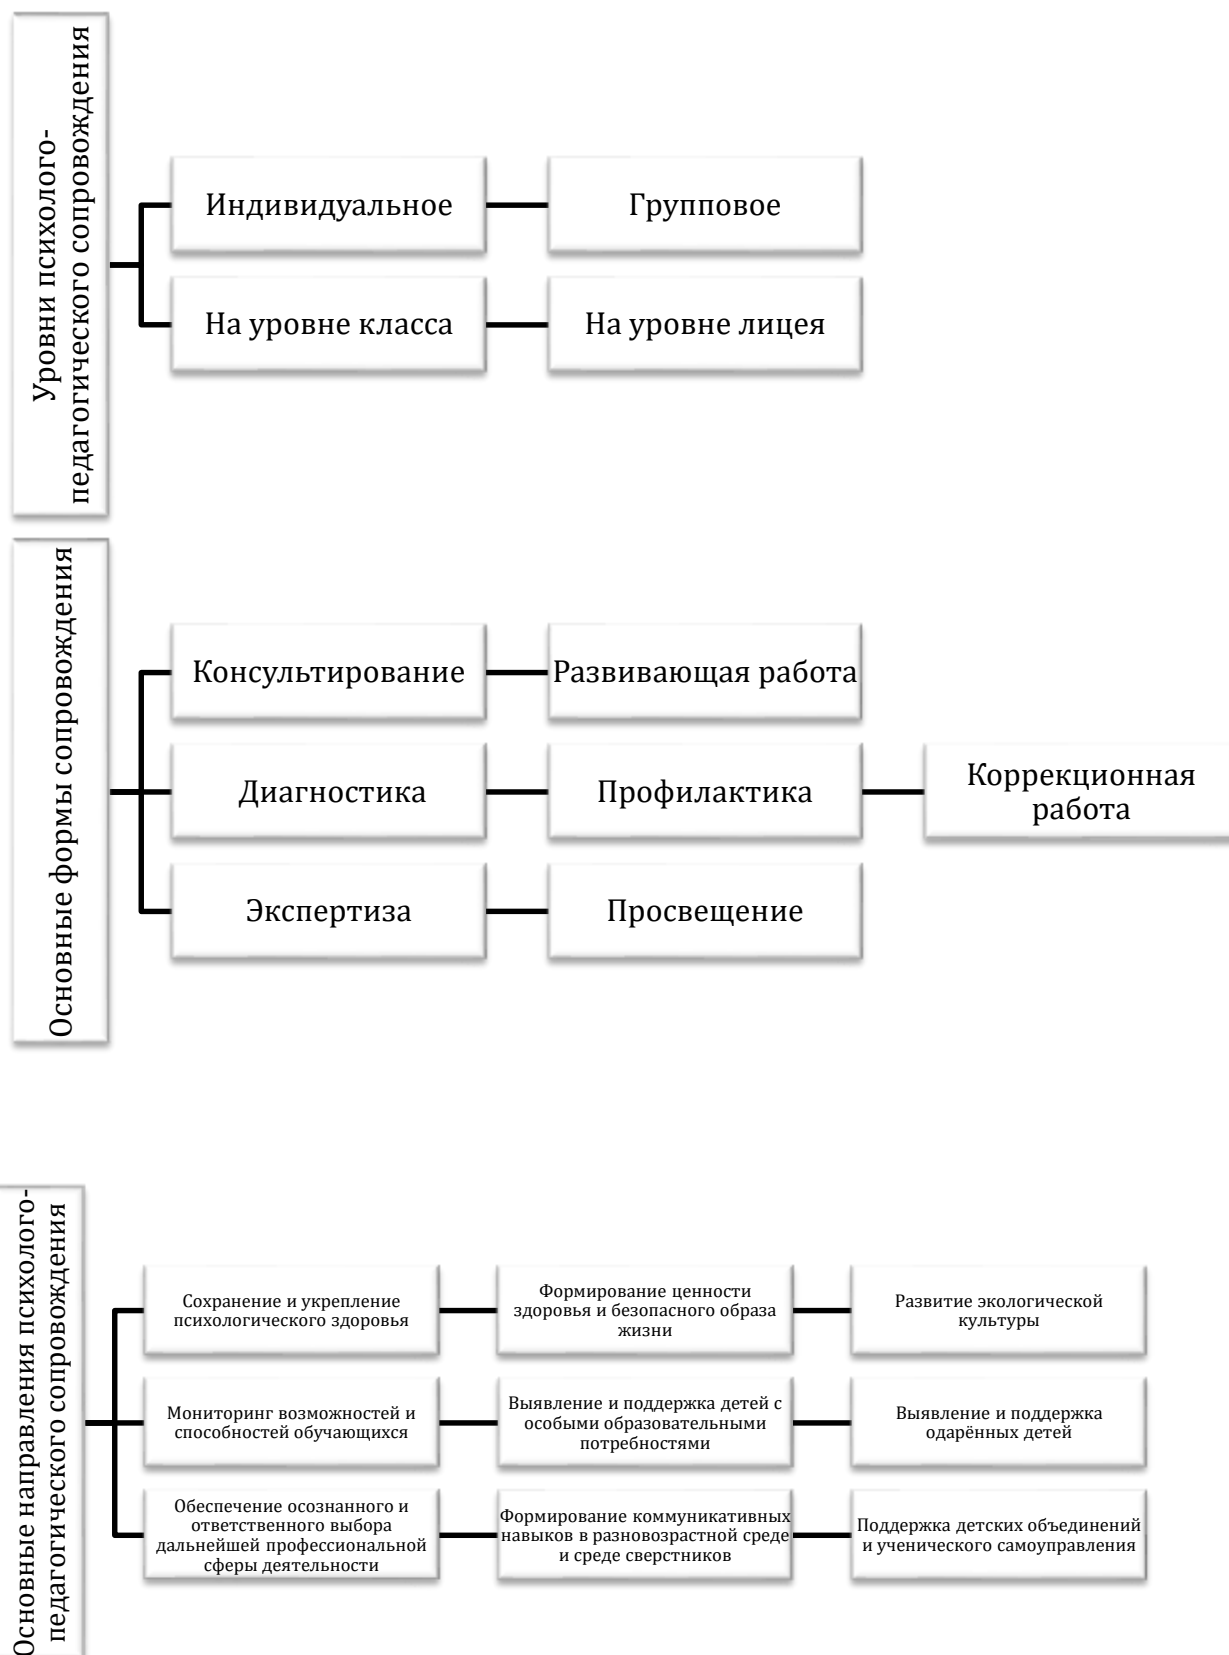 Уровни психолого-
педагогического сопровождения
Индивидуальное
Групповое
На уровне класса
На уровне лицея
Основные формы сопровождения
Консультирование
Развивающая работа
Диагностика
Профилактика
Коррекционная
работа
Экспертиза
Просвещение
Основные направления психолого-
педагогического сопровождения
Сохранение и укрепление
психологического здоровья
Формирование ценности
здоровья и безопасного образа
жизни
Развитие экологической
культуры
Мониторинг возможностей и
способностей обучающихся
Выявление и поддержка детей с
особыми образовательными
потребностями
Выявление и поддержка
одарённых детей
Обеспечение осознанного и
ответственного выбора
дальнейшей профессиональной
сферы деятельности
Формирование коммуникативных
навыков в разновозрастной среде
и среде сверстников
Поддержка детских объединений
и ученического самоуправления